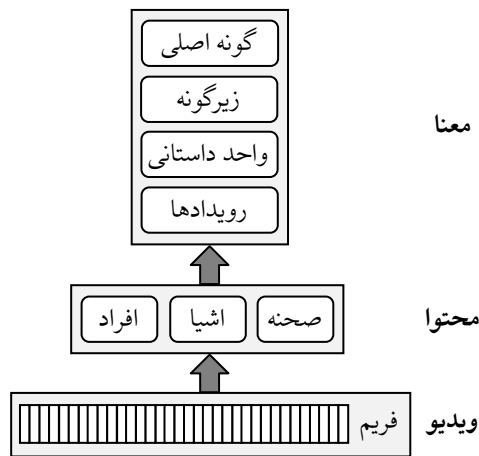 گونه اصلی
زیرگونه
معنا
واحد داستانی
رویدادها
محتوا صحنه اشیا افراد
ویدیو فریم